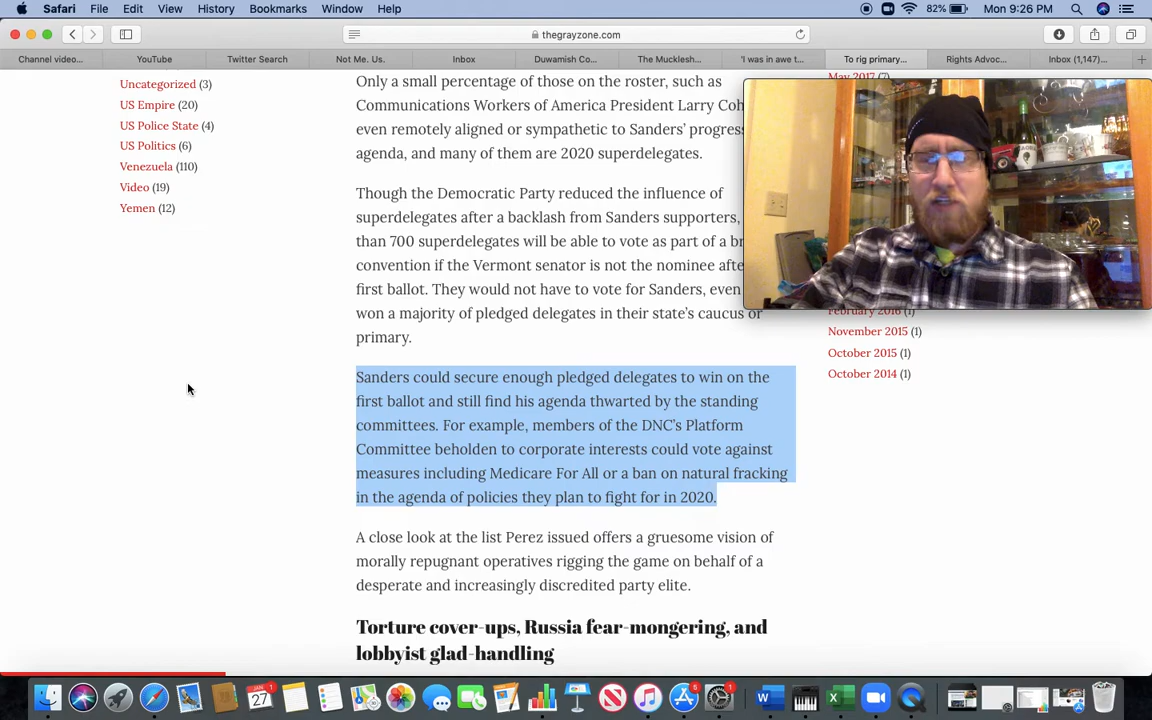 Safari File Edit View History Bookmarks Window Help 82% Mon 9:26 PM
thegrayzone.com
Channel video... YouTube Twitter Search Not Me. Us. Inbox Duwamish Co... The Mucklesh... 'I was in awe t... To rig primary... Rights Advoc... Inbox (1,147)...
Uncategorized (3)
US Empire (20)
US Police State (4)
US Politics (6)
Venezuela (110)
Video (19)
Yemen (12)
Only a small percentage of those on the roster, such as
Communications Workers of America President Larry Coh
even remotely aligned or sympathetic to Sanders' progress
agenda, and many of them are 2020 superdelegates.
Though the Democratic Party reduced the influence of
superdelegates after a backlash from Sanders supporters,
than 700 superdelegates will be able to vote as part of a br
convention if the Vermont senator is not the nominee afte
first ballot. They would not have to vote for Sanders, even
won a majority of pledged delegates in their state's caucus or
primary.
Sanders could secure enough pledged delegates to win on the
first ballot and still find his agenda thwarted by the standing
committees. For example, members of the DNC's Platform
Committee beholden to corporate interests could vote against
measures including Medicare For All or a ban on natural fracking
in the agenda of policies they plan to fight for in 2020.
A close look at the list Perez issued offers a gruesome vision of
morally repugnant operatives rigging the game on behalf of a
desperate and increasingly discredited party elite.
Torture cover-ups, Russia fear-mongering, and
lobbyist glad-handling
May 2017 (7)
February 2016 (1)
November 2015 (1)
October 2015 (1)
October 2014 (1)
JAN
27